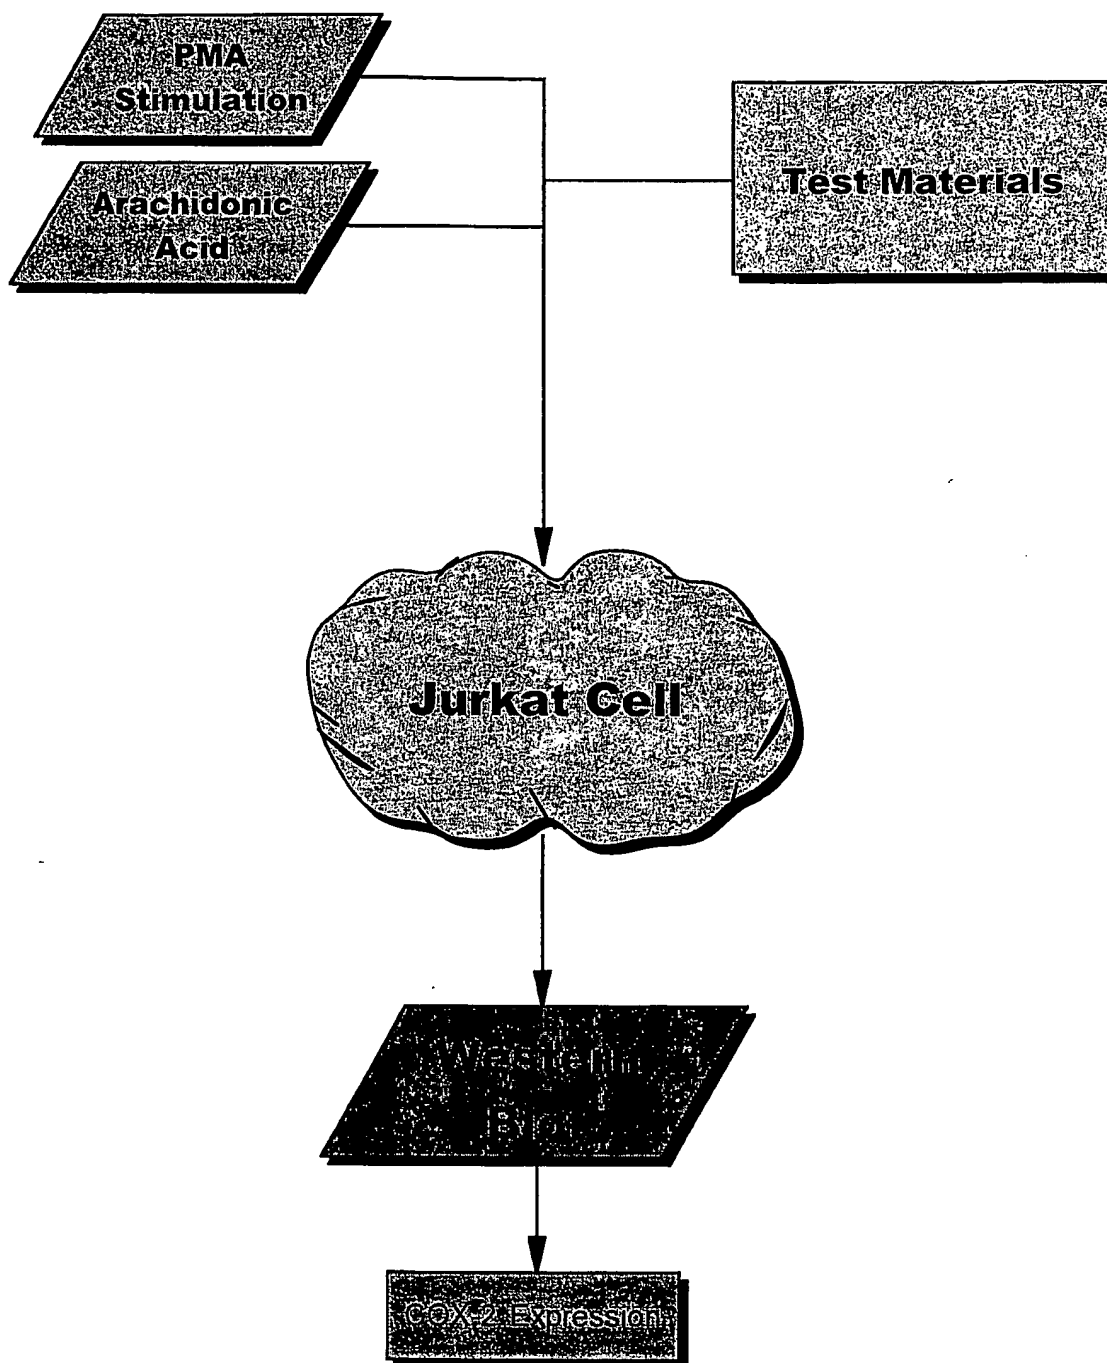 PMA
Stimulation
Arachidonic
Acid
Test Materials
Jurkat Cell
Western
Blot
COX-2 Expression